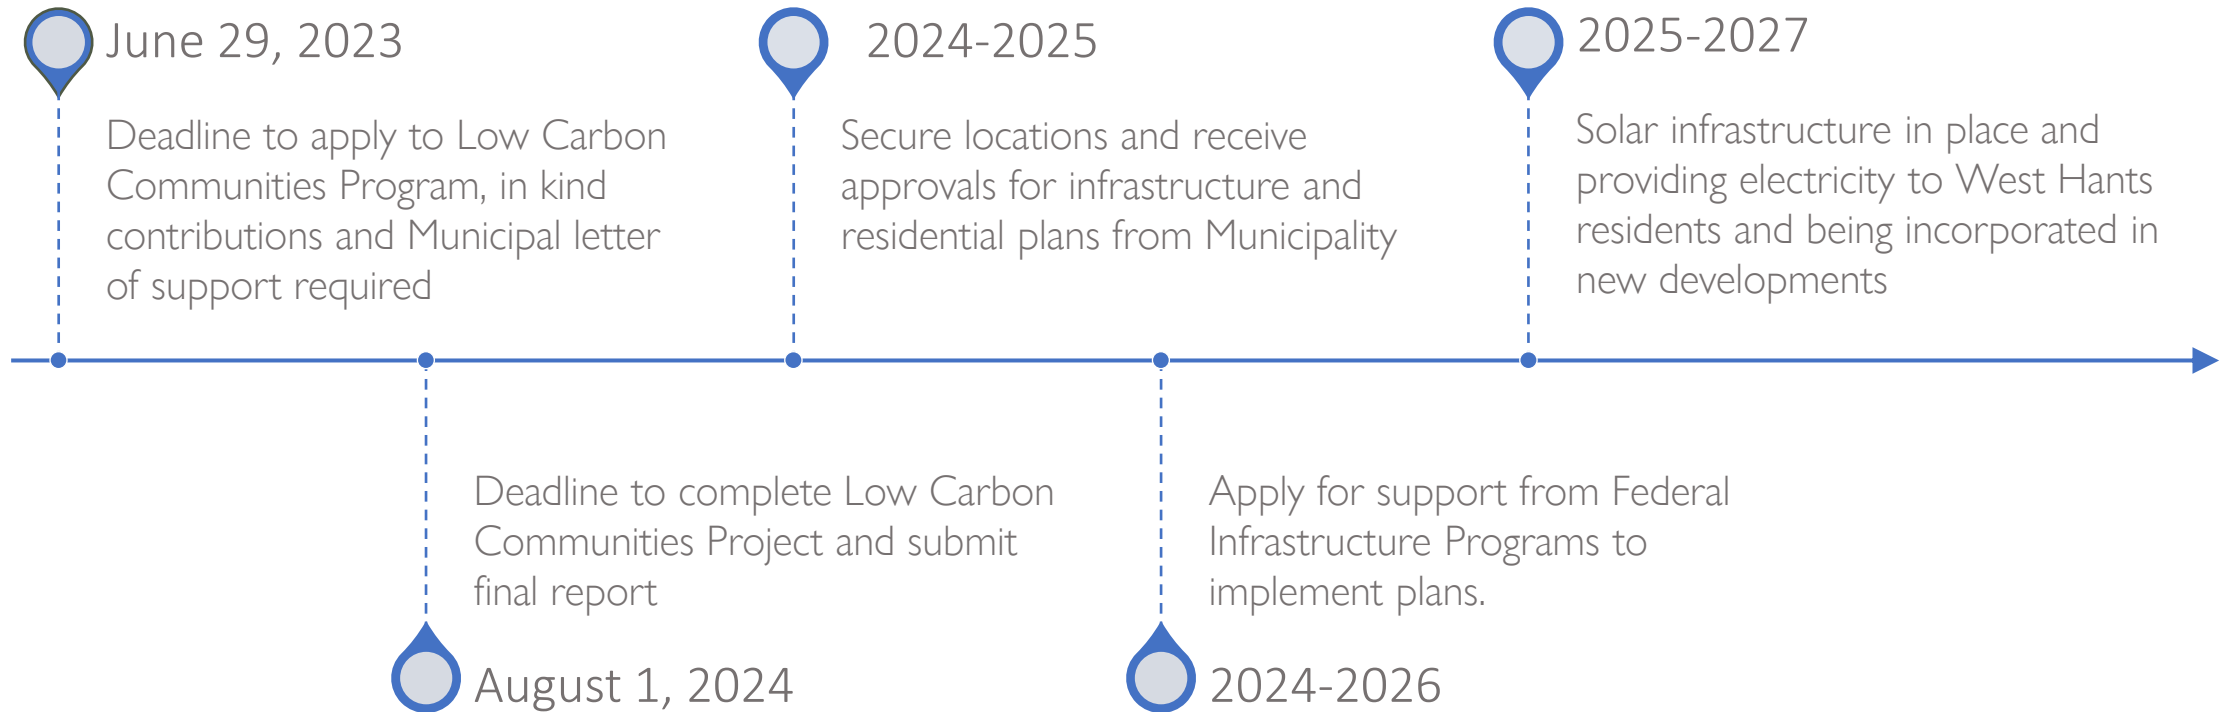 June 29, 2023
Deadline to apply to Low Carbon
Communities Program, in kind
contributions and Municipal letter
of support required
2024-2025
Secure locations and receive
approvals for infrastructure and
residential plans from Municipality
2025-2027
Solar infrastructure in place and
providing electricity to West Hants
residents and being incorporated in
new developments
Deadline to complete Low Carbon
Communities Project and submit
final report
August 1, 2024
Apply for support from Federal
Infrastructure Programs to
implement plans.
2024-2026